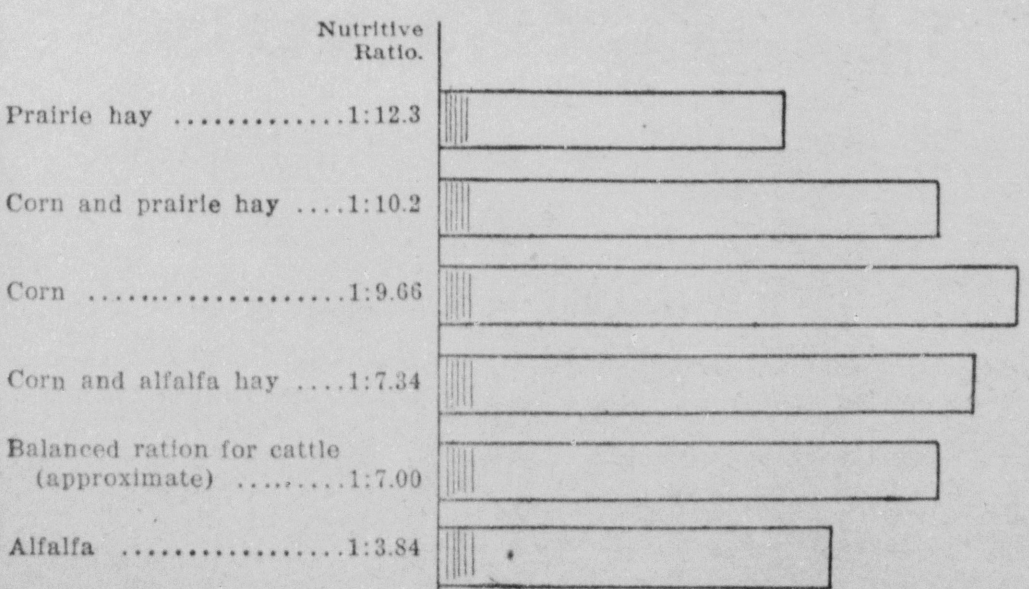 Nutritive
Ratio.
Prairie hay .............1:12.3
Corn and prairie hay ....1:10.2
Corn ....................1:9.66
Corn and alfalfa hay ....1:7.34
Balanced ration for cattle
(approximate) .........1:7.00
Alfalfa .................1:3.84